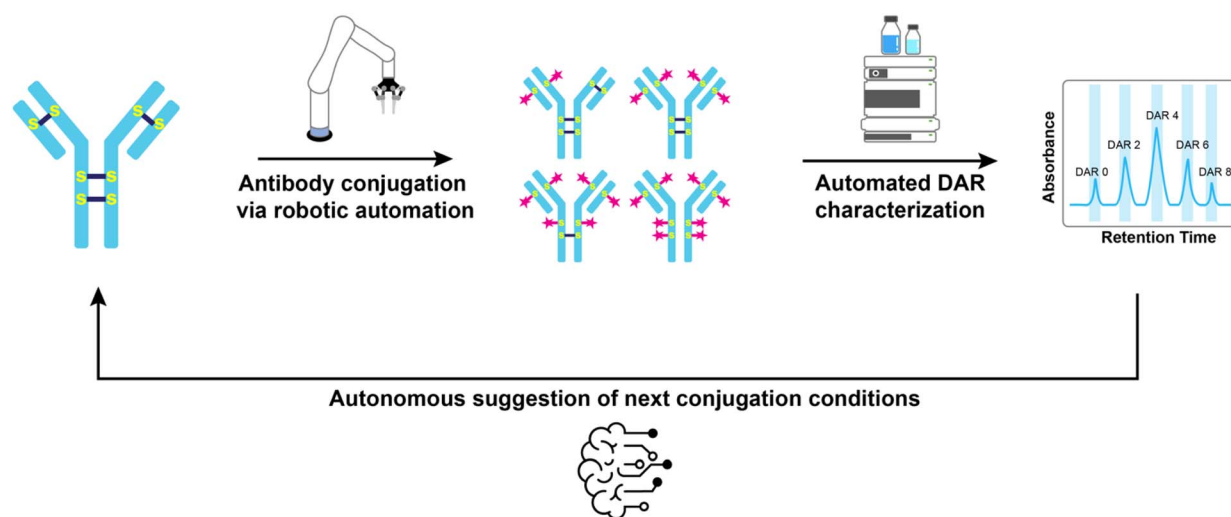 S
S
S
S
S
S
S
S
Antibody conjugation
via robotic automation
Automated DAR
characterization
Absorbance
DAR 0
DAR 2
DAR 4
DAR 6
DAR 8
Retention Time
Autonomous suggestion of next conjugation conditions